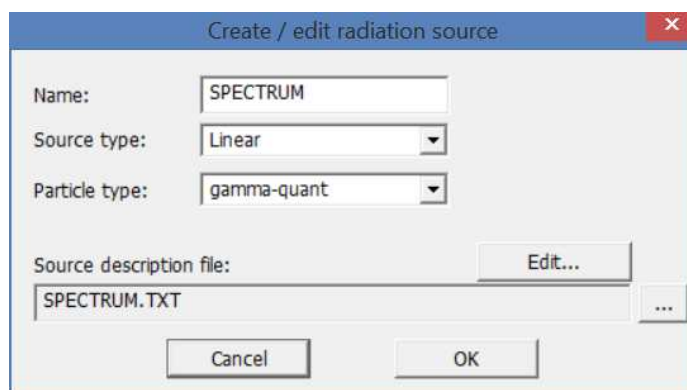 Create / edit radiation source
x
Name: SPECTRUM
Source type: Linear
Particle type: gamma-quant
Source description file: Edit...
SPECTRUM.TXT ...
Cancel OK